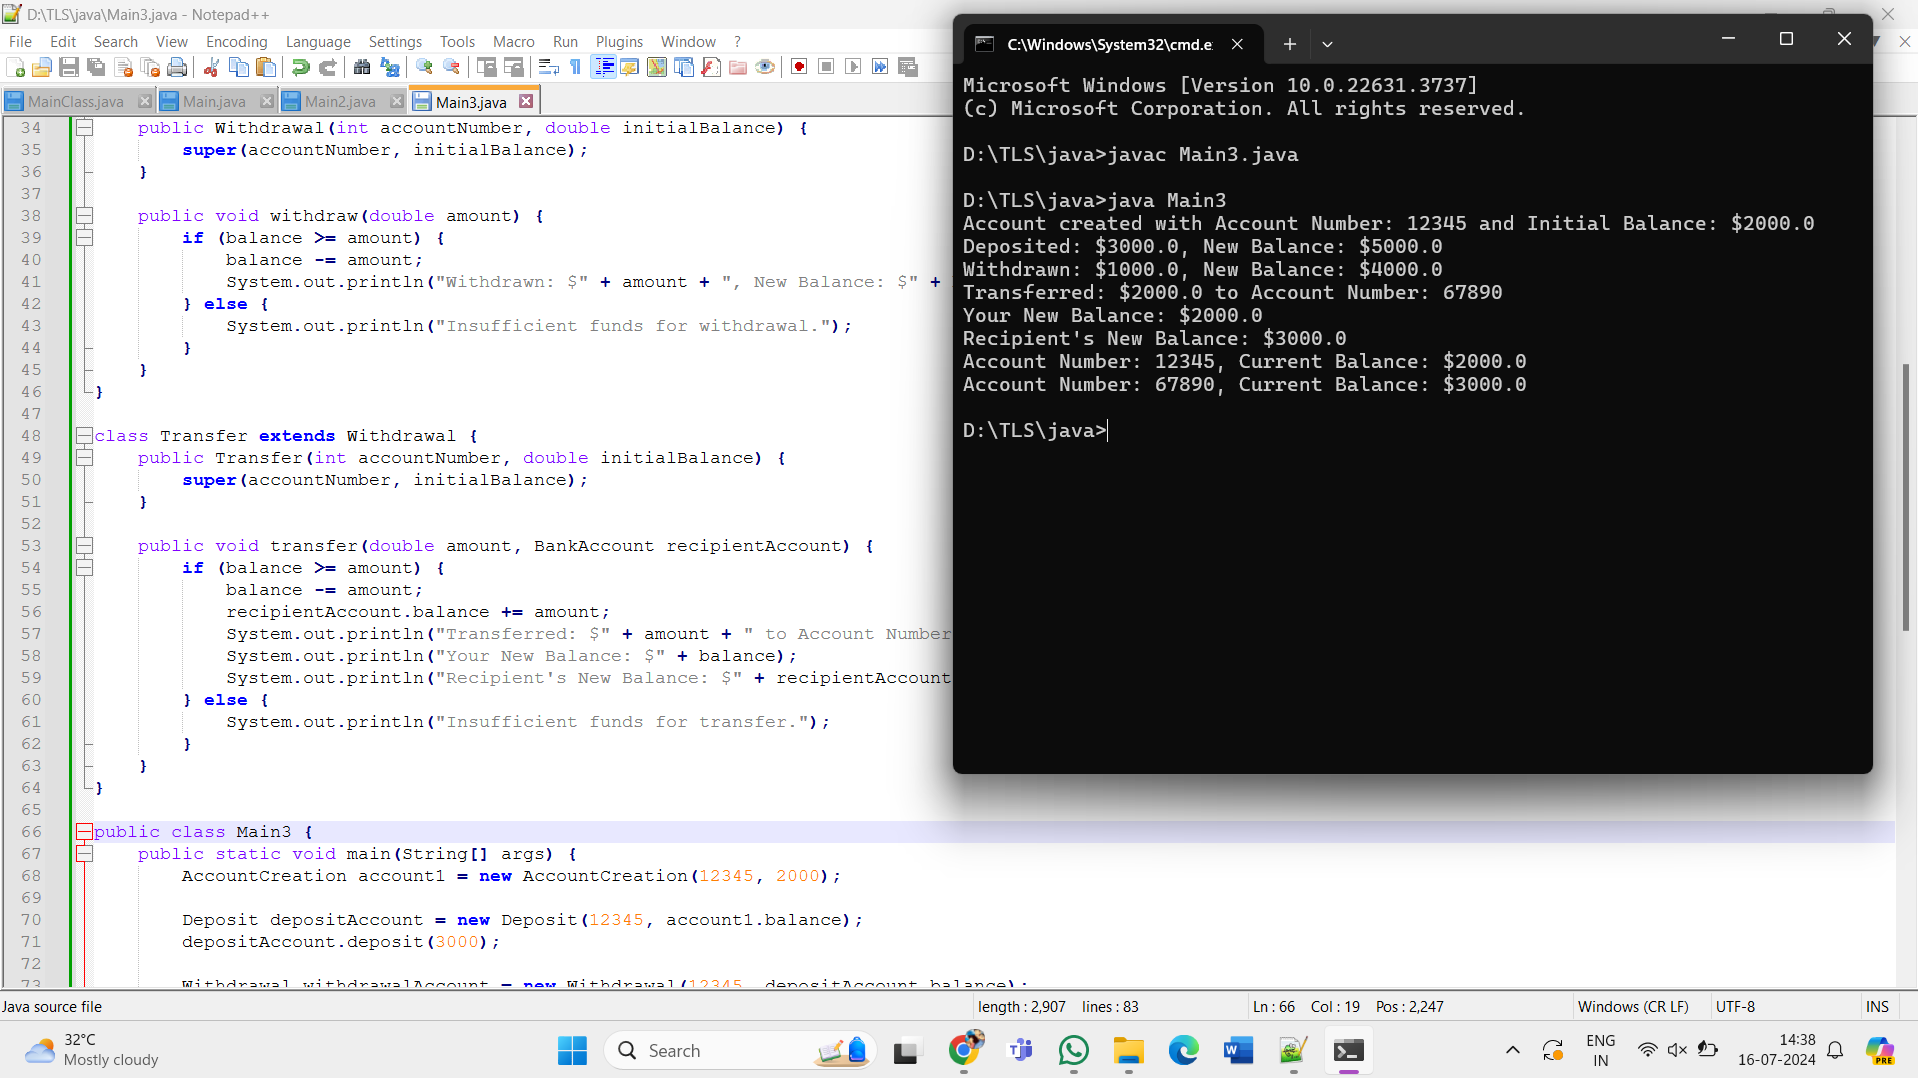 D:\TLS\java\Main3.java - Notepad++
File Edit Search View Encoding Language Settings Tools Macro Run Plugins Window ?
MainClass.java Main.java Main2.java Main3.java
34 public Withdrawal(int accountNumber, double initialBalance) {
35 super(accountNumber, initialBalance);
36 }
37
38 public void withdraw(double amount) {
39 if (balance >= amount) {
40 balance -= amount;
41 System.out.println("Withdrawn: $" + amount + ", New Balance: $" +
42 } else {
43 System.out.println("Insufficient funds for withdrawal.");
44 }
45 }
46 }
47
48 class Transfer extends Withdrawal {
49 public Transfer(int accountNumber, double initialBalance) {
50 super(accountNumber, initialBalance);
51 }
52
53 public void transfer(double amount, BankAccount recipientAccount) {
54 if (balance >= amount) {
55 balance -= amount;
56 recipientAccount.balance += amount;
57 System.out.println("Transferred: $" + amount + " to Account Number
58 System.out.println("Your New Balance: $" + balance);
59 System.out.println("Recipient's New Balance: $" + recipientAccount
60 } else {
61 System.out.println("Insufficient funds for transfer.");
62 }
63 }
64 }
65
66 public class Main3 {
67 public static void main(String[] args) {
68 AccountCreation account1 = new AccountCreation(12345, 2000);
69
70 Deposit depositAccount = new Deposit(12345, account1.balance);
71 depositAccount.deposit(3000);
72
73 Withdrawal withdrawalAccount = new Withdrawal(12345, depositAccount.balance);
C:\Windows\System32\cmd.e
Microsoft Windows [Version 10.0.22631.3737]
(c) Microsoft Corporation. All rights reserved.
D:\TLS\java>javac Main3.java
D:\TLS\java>java Main3
Account created with Account Number: 12345 and Initial Balance: $2000.0
Deposited: $3000.0, New Balance: $5000.0
Withdrawn: $1000.0, New Balance: $4000.0
Transferred: $2000.0 to Account Number: 67890
Your New Balance: $2000.0
Recipient's New Balance: $3000.0
Account Number: 12345, Current Balance: $2000.0
Account Number: 67890, Current Balance: $3000.0
D:\TLS\java>
Java source file length : 2,907 lines : 83 Ln : 66 Col : 19 Pos : 2,247 Windows (CR LF) UTF-8 INS
32°C
Mostly cloudy
Search
ENG
IN
14:38
16-07-2024
PRE